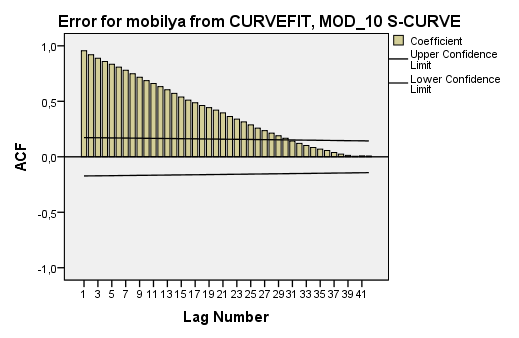 Error for mobilya from CURVEFIT, MOD_10 S-CURVE
Coefficient
Upper Confidence
Limit
Lower Confidence
Limit
ACF
1,0
0,5
0,0
-0,5
-1,0
1 3 5 7 9 11 13 15 17 19 21 23 25 27 29 31 33 35 37 39 41
Lag Number